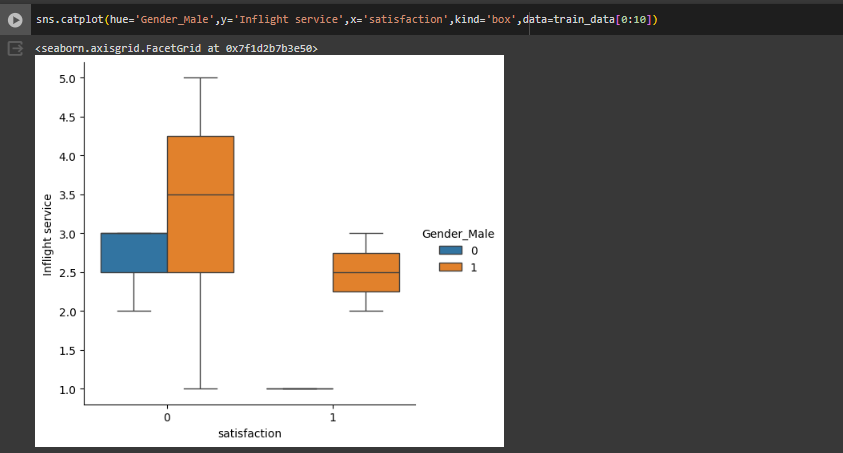 sns.catplot(hue='Gender_Male',y='Inflight service',x='satisfaction',kind='box',data=train_data[0:10])
<seaborn.axisgrid.FacetGrid at 0x7f1d2b7b3e50>
5.0
4.5
4.0
3.5
3.0
2.5
2.0
1.5
1.0
Inflight service
0
1
satisfaction
Gender_Male
0
1